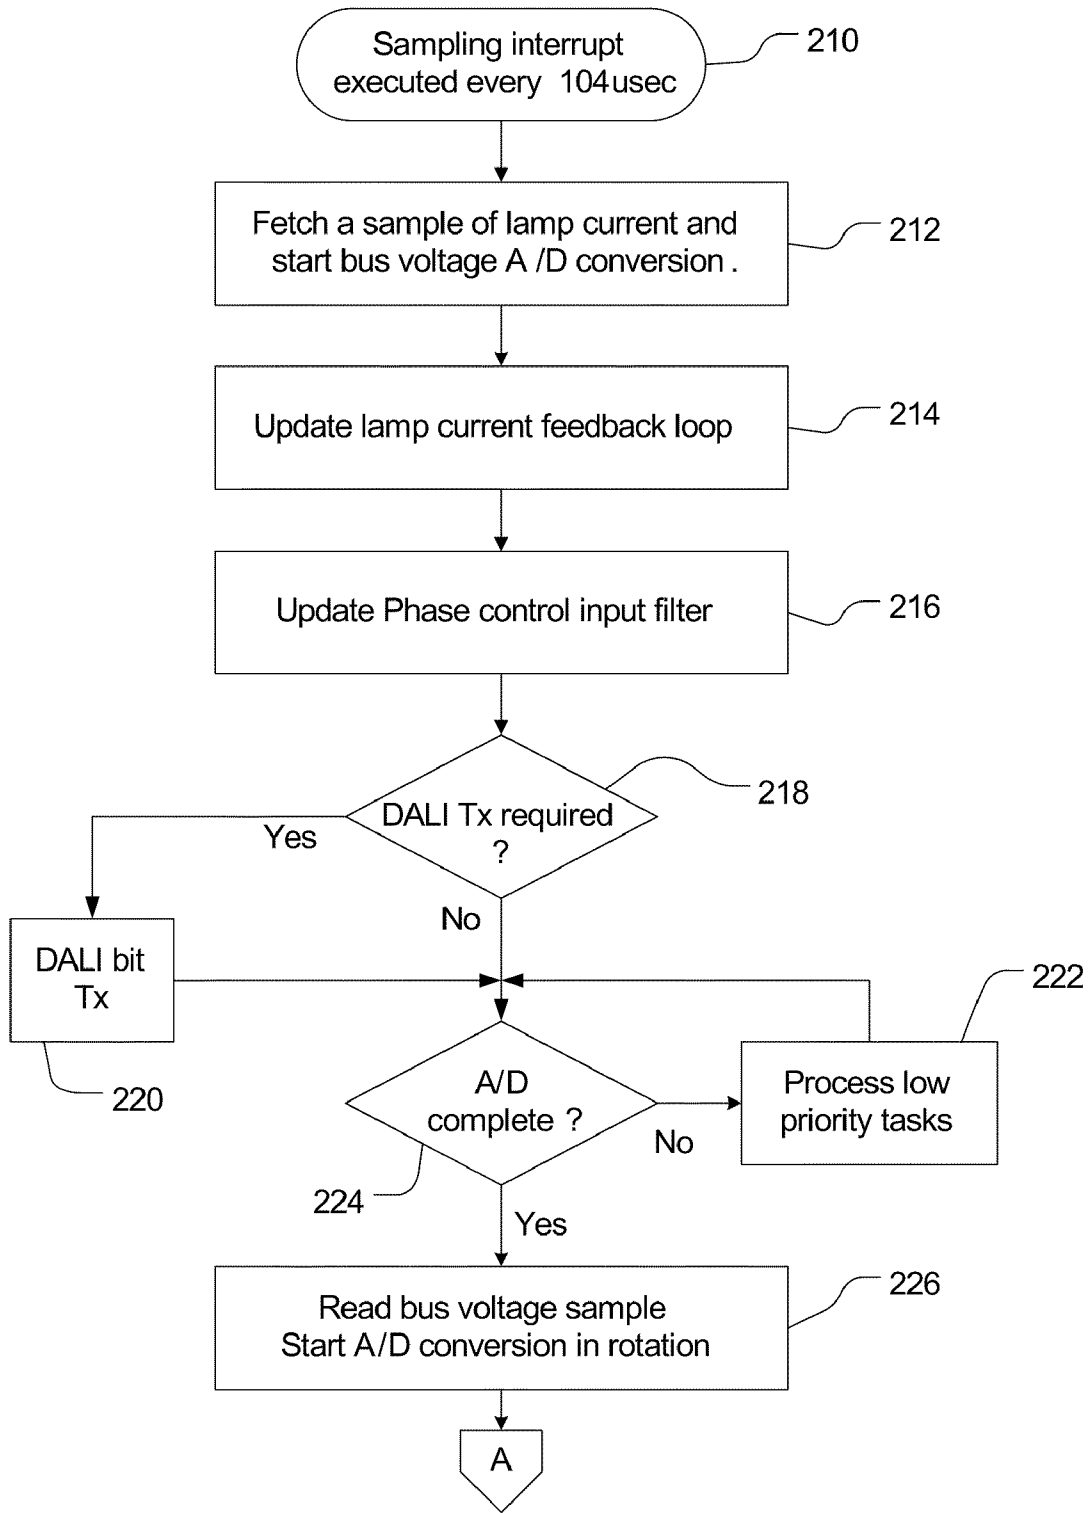 Sampling interrupt
executed every 104usec
210
Fetch a sample of lamp current and
start bus voltage A /D conversion .
212
Update lamp current feedback loop
214
Update Phase control input filter
216
DALI Tx required
?
218
Yes
No
DALI bit
Tx
220
222
Process low
priority tasks
A/D
complete ?
No
224
Yes
Read bus voltage sample
Start A/D conversion in rotation
226
A